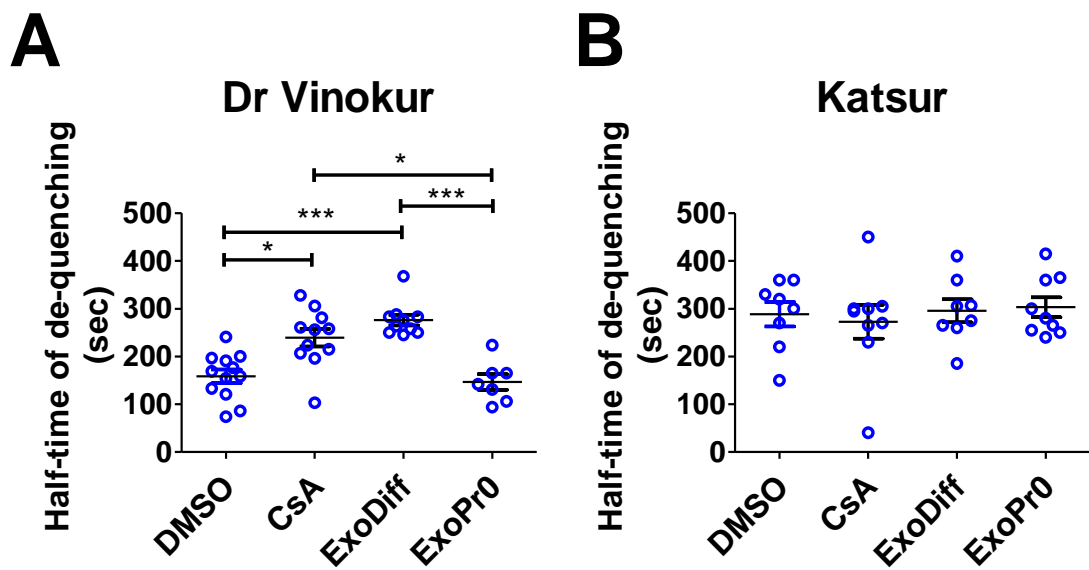 A
B
Dr Vinokur
Katsur
Half-time of de-quenching
(sec)
*
***
***
*
500
400
300
200
100
0
DMSO
CsA
ExoDiff
ExoPr0
Half-time of de-quenching
(sec)
500
400
300
200
100
0
DMSO
CsA
ExoDiff
ExoPr0